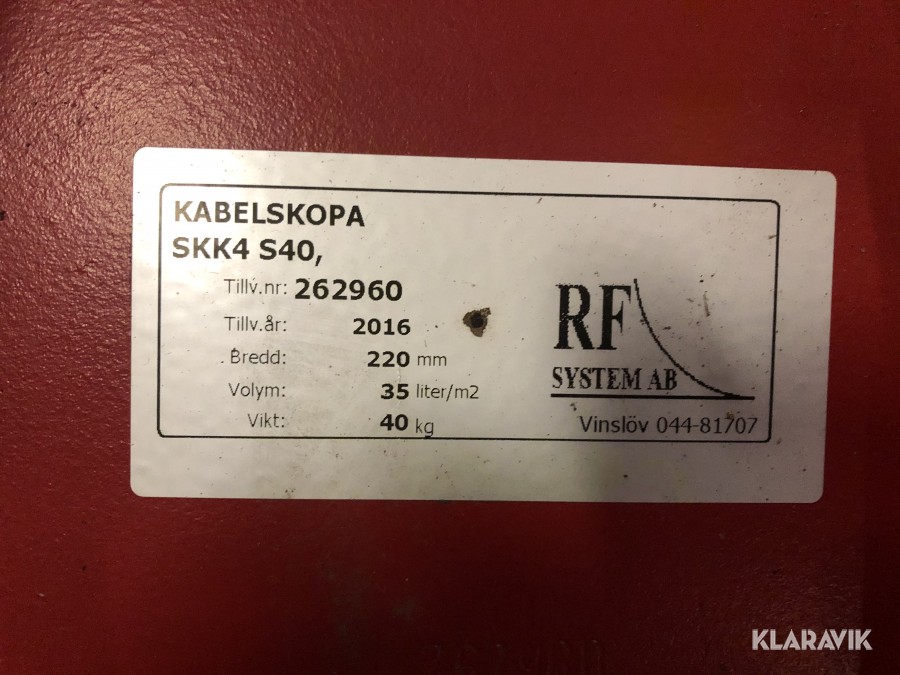 KABELSKOPA
SKK4 S40,
Tillv.nr: 262960
Tillv.år: 2016
Bredd: 220 mm
Volym: 35 liter/m2
Vikt: 40 kg
RF
SYSTEM AB
Vinslöv 044-81707
KLARAVIK